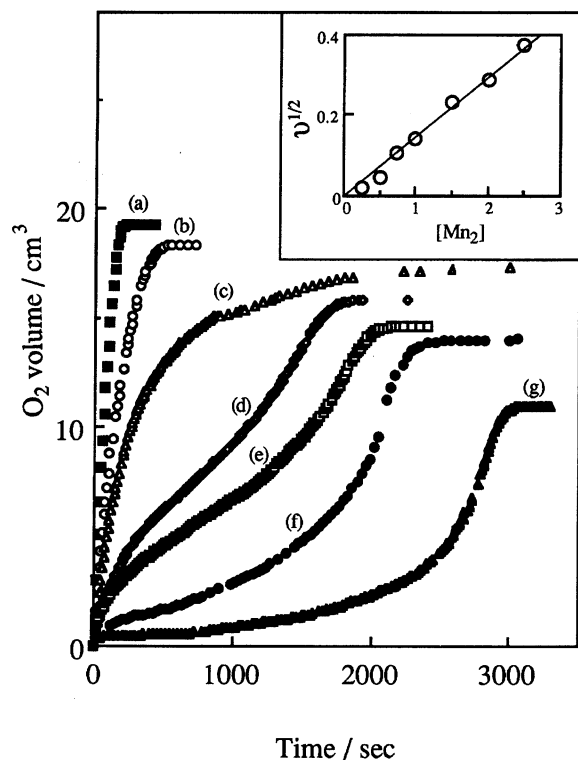 0.4
0.2
0
υ1/2
0
1
2
3
[Mn2]
20
10
0
O2 volume / cm3
(a)
(b)
(c)
(d)
(e)
(f)
(g)
0
1000
2000
3000
Time / sec